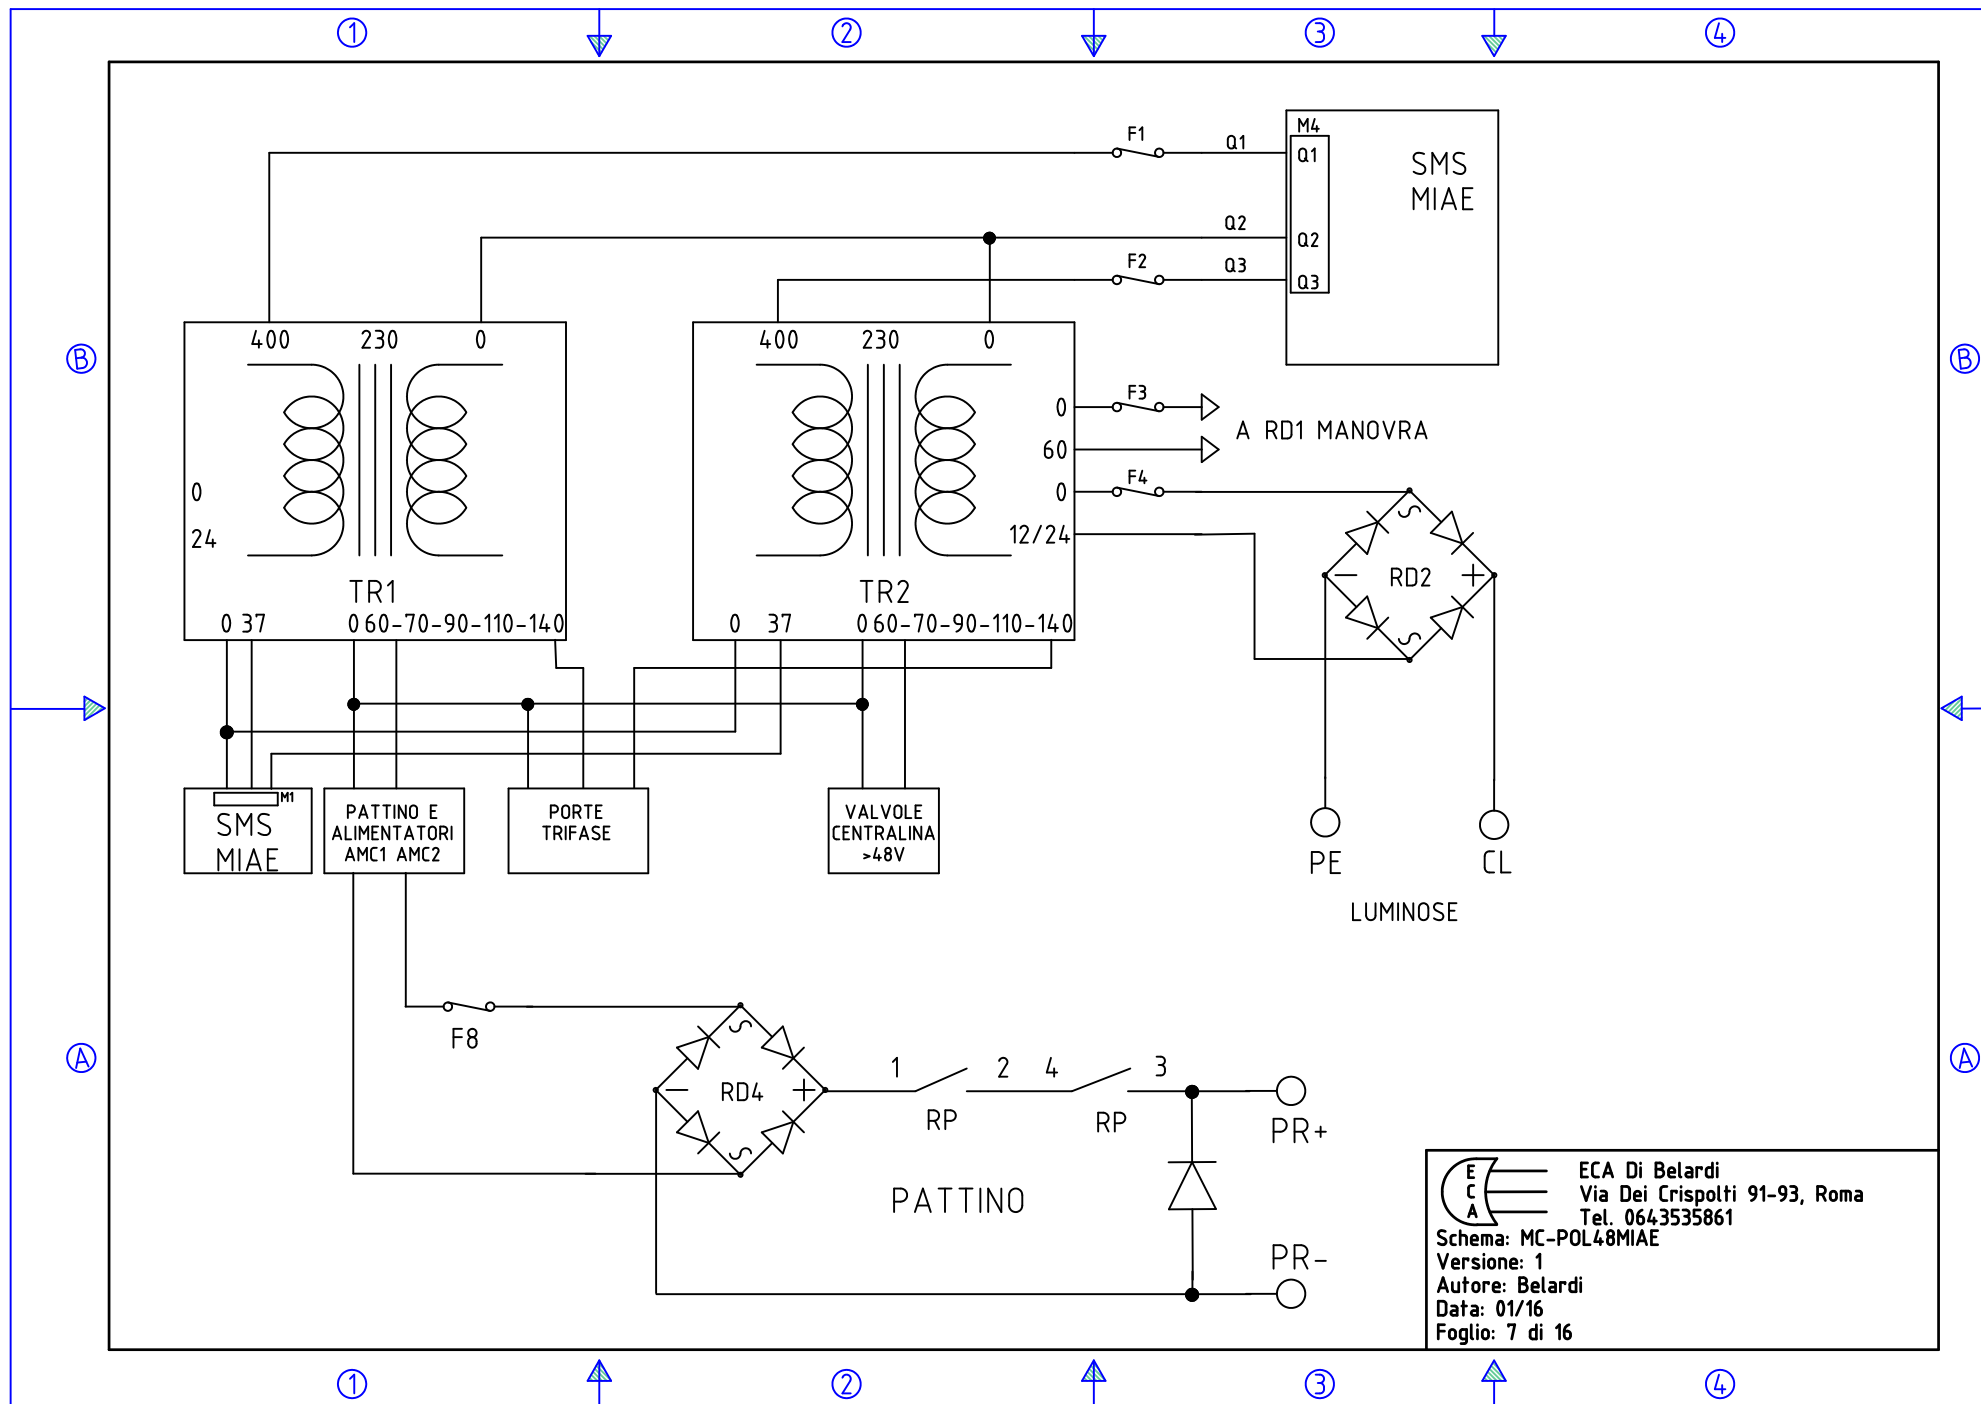 1 2 3 4
F1 Q1 M4
Q1 SMS
MIAE
Q2
Q2
F2 Q3
Q3
400 230 0 400 230 0
B B
F3
0
A RD1 MANOVRA
60
F4
0 0
24 12/24
S
RD2
S
TR1 TR2
0 37 0 60-70-90-110-140 0 37 0 60-70-90-110-140
M1
SMS
MIAE
PATTINO E
ALIMENTATORI
AMC1 AMC2
PORTE
TRIFASE
VALVOLE
CENTRALINA
>48V
PE CL
LUMINOSE
F8
S
A A
RD4
S
1 2 4 3
RP RP
PR+
PATTINO
PR-
E
C
A
ECA Di Belardi
Via Dei Crispolti 91-93, Roma
Tel. 0643535861
Schema: MC-POL48MIAE
Versione: 1
Autore: Belardi
Data: 01/16
Foglio: 7 di 16
1 2 3 4